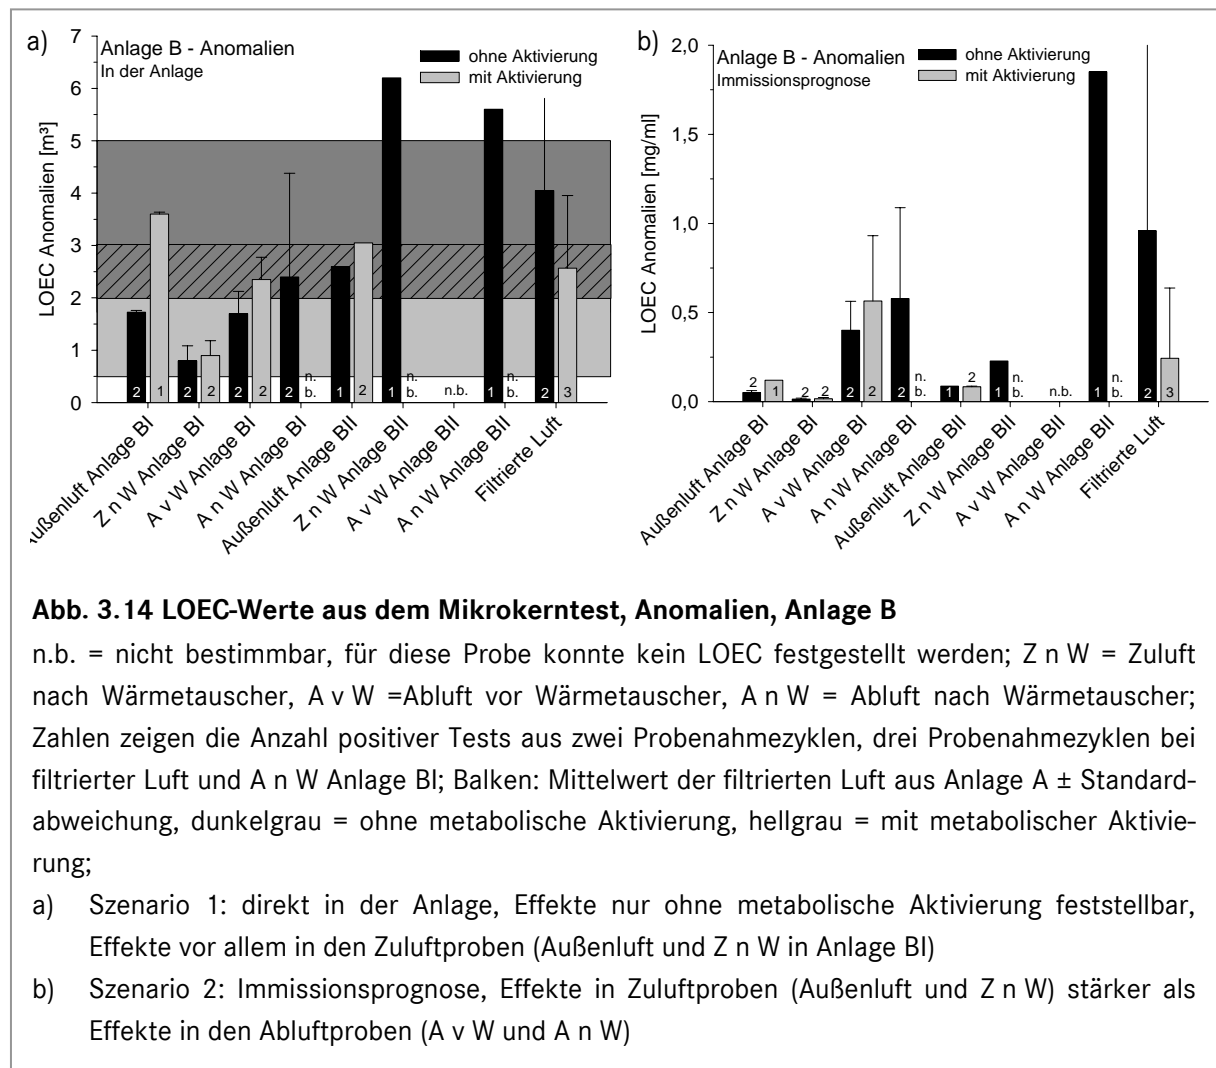 a)
Anlage B - Anomalien
In der Anlage
ohne Aktivierung
mit Aktivierung
LOEC Anomalien [m³]
7
6
5
4
3
2
1
0
2 1 2 2 2 2 2 n. b. 1 2 1 n. b. n.b. 1 n. b. 2 3
ußenluft Anlage BI
Z n W Anlage BI
A v W Anlage BI
A n W Anlage BI
Außenluft Anlage BII
Z n W Anlage BII
A v W Anlage BII
A n W Anlage BII
Filtrierte Luft
b)
Anlage B - Anomalien
Immissionsprognose
ohne Aktivierung
mit Aktivierung
LOEC Anomalien [mg/ml]
2,0
1,5
1,0
0,5
0,0
2 1 2 2 2 2 2 n. b. 1 2 1 n. b. n.b. 1 n. b. 2 3
Außenluft Anlage BI
Z n W Anlage BI
A v W Anlage BI
A n W Anlage BI
Außenluft Anlage BII
Z n W Anlage BII
A v W Anlage BII
A n W Anlage BII
Filtrierte Luft
Abb. 3.14 LOEC-Werte aus dem Mikrokerntest, Anomalien, Anlage B
n.b. = nicht bestimmbar, für diese Probe konnte kein LOEC festgestellt werden; Z n W = Zuluft
nach Wärmetauscher, A v W =Abluft vor Wärmetauscher, A n W = Abluft nach Wärmetauscher;
Zahlen zeigen die Anzahl positiver Tests aus zwei Probenahmezyklen, drei Probenahmezyklen bei
filtrierter Luft und A n W Anlage BI; Balken: Mittelwert der filtrierten Luft aus Anlage A ± Standard-
abweichung, dunkelgrau = ohne metabolische Aktivierung, hellgrau = mit metabolischer Aktivie-
rung;
a) Szenario 1: direkt in der Anlage, Effekte nur ohne metabolische Aktivierung feststellbar,
Effekte vor allem in den Zuluftproben (Außenluft und Z n W in Anlage BI)
b) Szenario 2: Immissionsprognose, Effekte in Zuluftproben (Außenluft und Z n W) stärker als
Effekte in den Abluftproben (A v W und A n W)